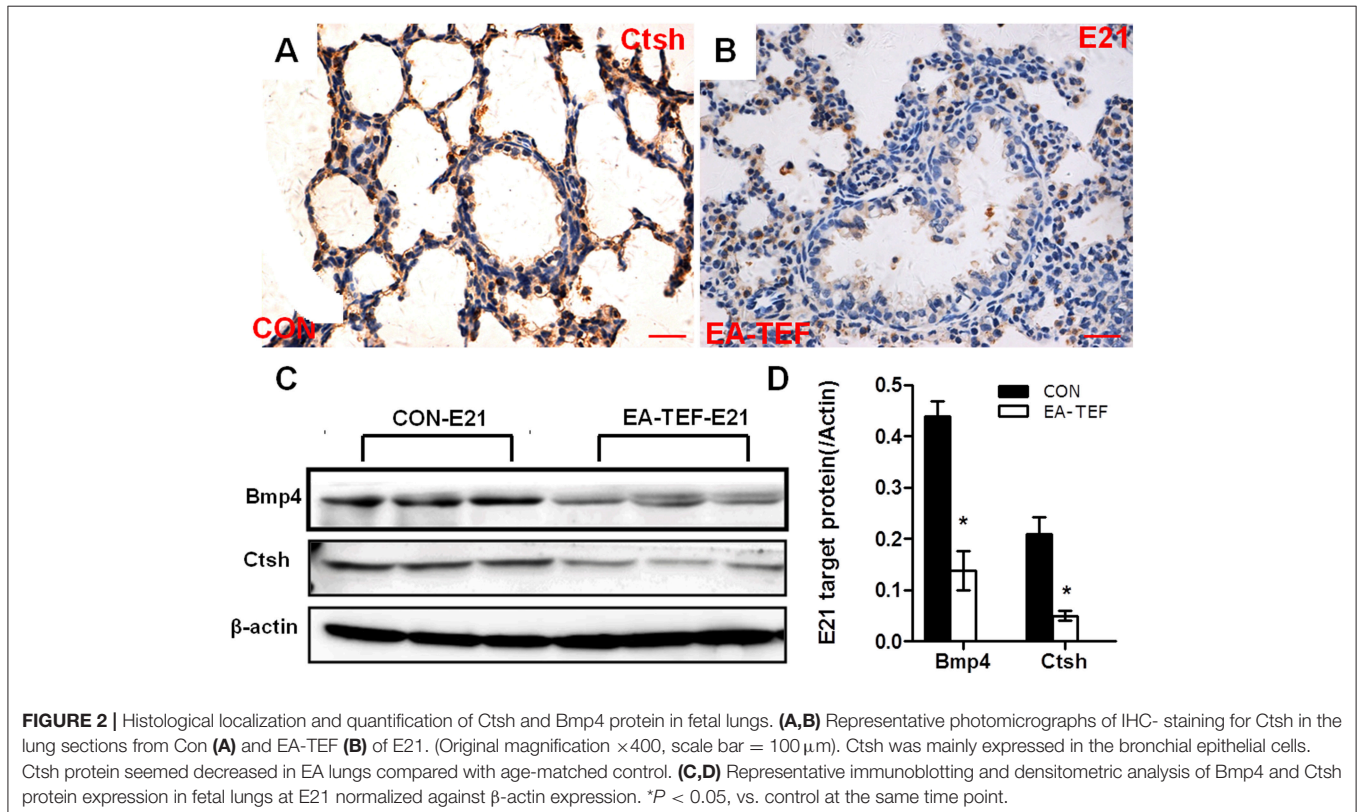 A
Ctsh
CON
B
E21
EA-TEF
C
CON-E21
EA-TEF-E21
Bmp4
Ctsh
β-actin
D
E21 target protein(/Actin)
0.5
0.4
0.3
0.2
0.1
0.0
CON
EA-TEF
*
*
Bmp4
Ctsh
FIGURE 2 | Histological localization and quantification of Ctsh and Bmp4 protein in fetal lungs. (A,B) Representative photomicrographs of IHC- staining for Ctsh in the
lung sections from Con (A) and EA-TEF (B) of E21. (Original magnification ×400, scale bar = 100 μm). Ctsh was mainly expressed in the bronchial epithelial cells.
Ctsh protein seemed decreased in EA lungs compared with age-matched control. (C,D) Representative immunoblotting and densitometric analysis of Bmp4 and Ctsh
protein expression in fetal lungs at E21 normalized against β-actin expression. *P < 0.05, vs. control at the same time point.